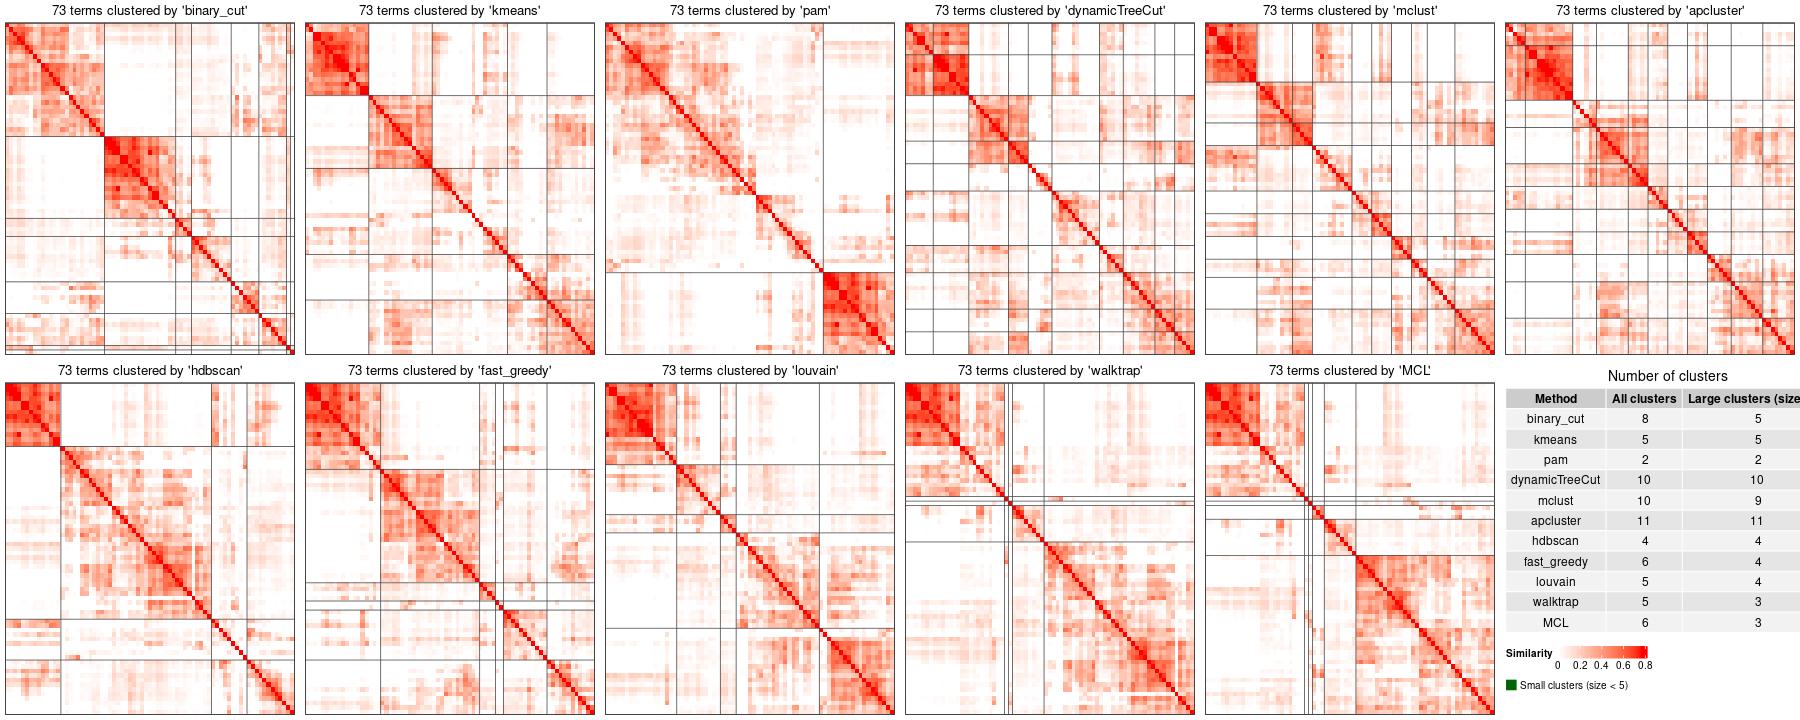 73 terms clustered by 'binary_cut'
73 terms clustered by 'kmeans'
73 terms clustered by 'pam'
73 terms clustered by 'dynamicTreeCut'
73 terms clustered by 'mclust'
73 terms clustered by 'apcluster'
73 terms clustered by 'hdbscan'
73 terms clustered by 'fast_greedy'
73 terms clustered by 'louvain'
73 terms clustered by 'walktrap'
73 terms clustered by 'MCL'
Number of clusters
Method All clusters Large clusters (size
binary_cut 8 5
kmeans 5 5
pam 2 2
dynamicTreeCut 10 10
mclust 10 9
apcluster 11 11
hdbscan 4 4
fast_greedy 6 4
louvain 5 4
walktrap 5 3
MCL 6 3
Similarity
0 0.2 0.4 0.6 0.8
Small clusters (size < 5)